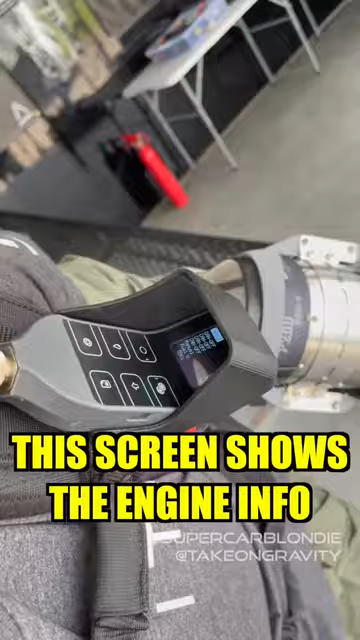 THIS SCREEN SHOWS
THE ENGINE INFO
SUPERCARBLONDIE
@TAKEONGRAVITY